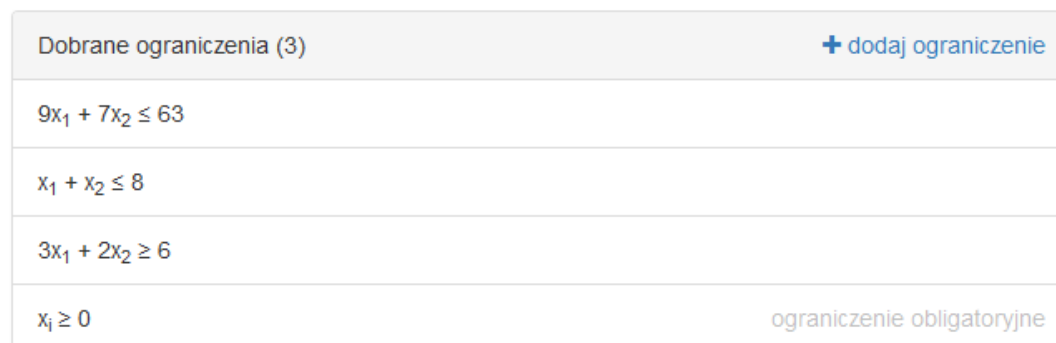 Dobrane ograniczenia (3) + dodaj ograniczenie
9x₁ + 7x₂ ≤ 63
x₁ + x₂ ≤ 8
3x₁ + 2x₂ ≥ 6
xᵢ ≥ 0 ograniczenie obligatoryjne